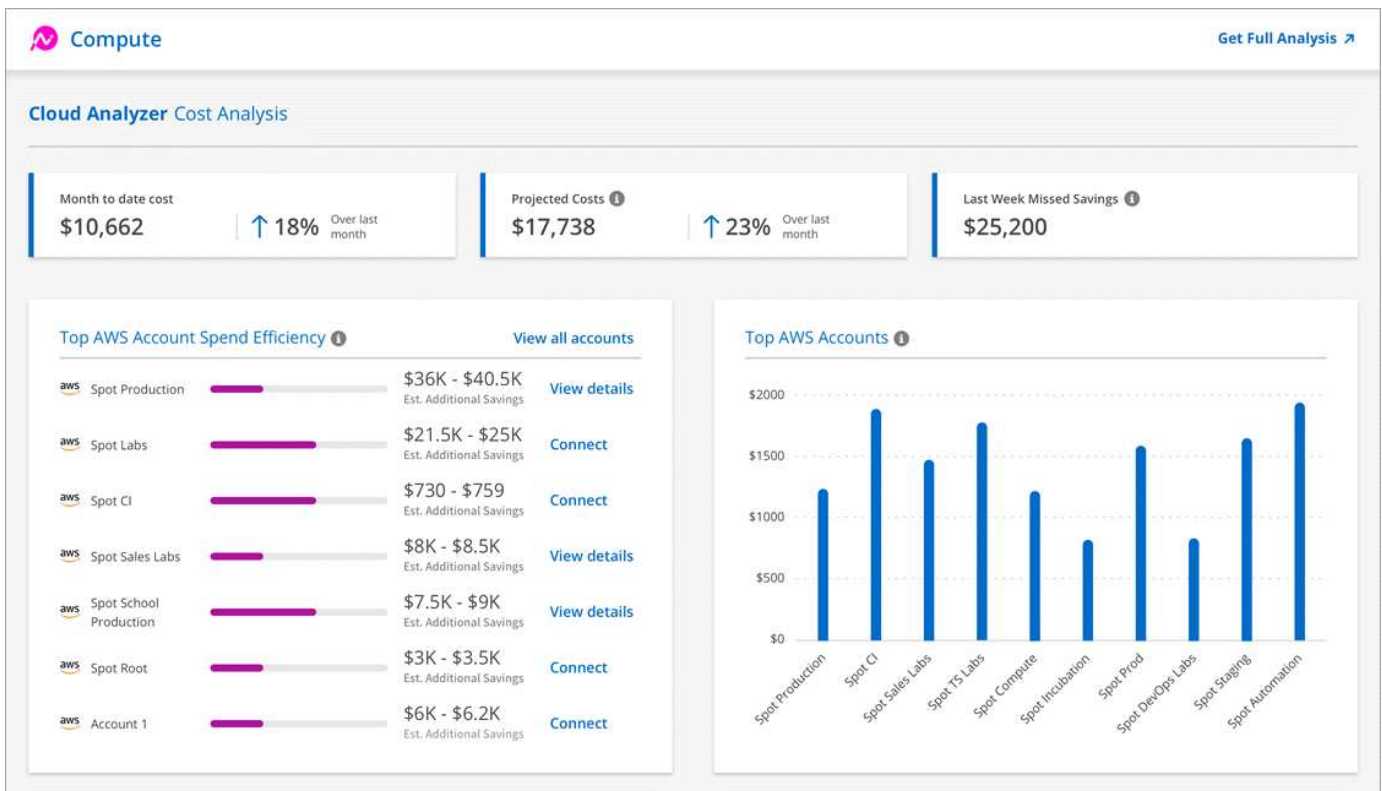 Compute
Get Full Analysis ↗
Cloud Analyzer Cost Analysis
Month to date cost
$10,662
↑ 18%
Over last
month
Projected Costs
$17,738
↑ 23%
Over last
month
Last Week Missed Savings
$25,200
Top AWS Account Spend Efficiency
View all accounts
aws Spot Production
$36K - $40.5K
Est. Additional Savings
View details
aws Spot Labs
$21.5K - $25K
Est. Additional Savings
Connect
aws Spot CI
$730 - $759
Est. Additional Savings
Connect
aws Spot Sales Labs
$8K - $8.5K
Est. Additional Savings
View details
aws Spot School
Production
$7.5K - $9K
Est. Additional Savings
View details
aws Spot Root
$3K - $3.5K
Est. Additional Savings
Connect
aws Account 1
$6K - $6.2K
Est. Additional Savings
Connect
Top AWS Accounts
$2000
$1500
$1000
$500
$0
Spot Production
Spot CI
Spot Sales Labs
Spot TS Labs
Spot Compute
Spot Incubation
Spot Prod
Spot DevOps Labs
Spot Staging
Spot Automation